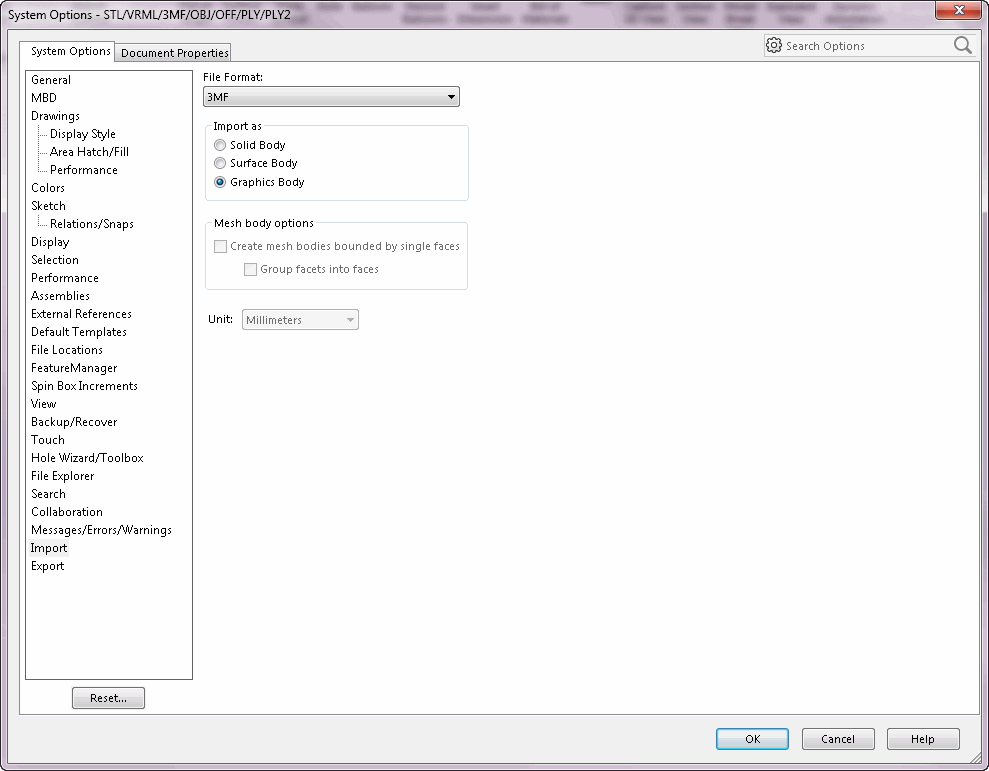 System Options - STL/VRML/3MF/OBJ/OFF/PLY/PLY2
System Options
Document Properties
Search Options
General
MBD
Drawings
Display Style
Area Hatch/Fill
Performance
Colors
Sketch
Relations/Snaps
Display
Selection
Performance
Assemblies
External References
Default Templates
File Locations
FeatureManager
Spin Box Increments
View
Backup/Recover
Touch
Hole Wizard/Toolbox
File Explorer
Search
Collaboration
Messages/Errors/Warnings
Import
Export
Reset...
File Format:
3MF
Import as
Solid Body
Surface Body
Graphics Body
Mesh body options
Create mesh bodies bounded by single faces
Group facets into faces
Unit: Millimeters
OK
Cancel
Help